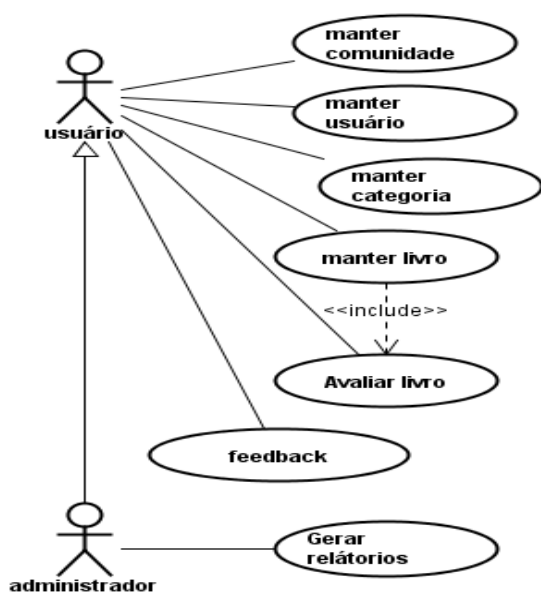 manter
comunidade
usuário
manter
usuário
manter
categoria
manter livro
<<include>>
Avaliar livro
feedback
Gerar
relátorios
administrador